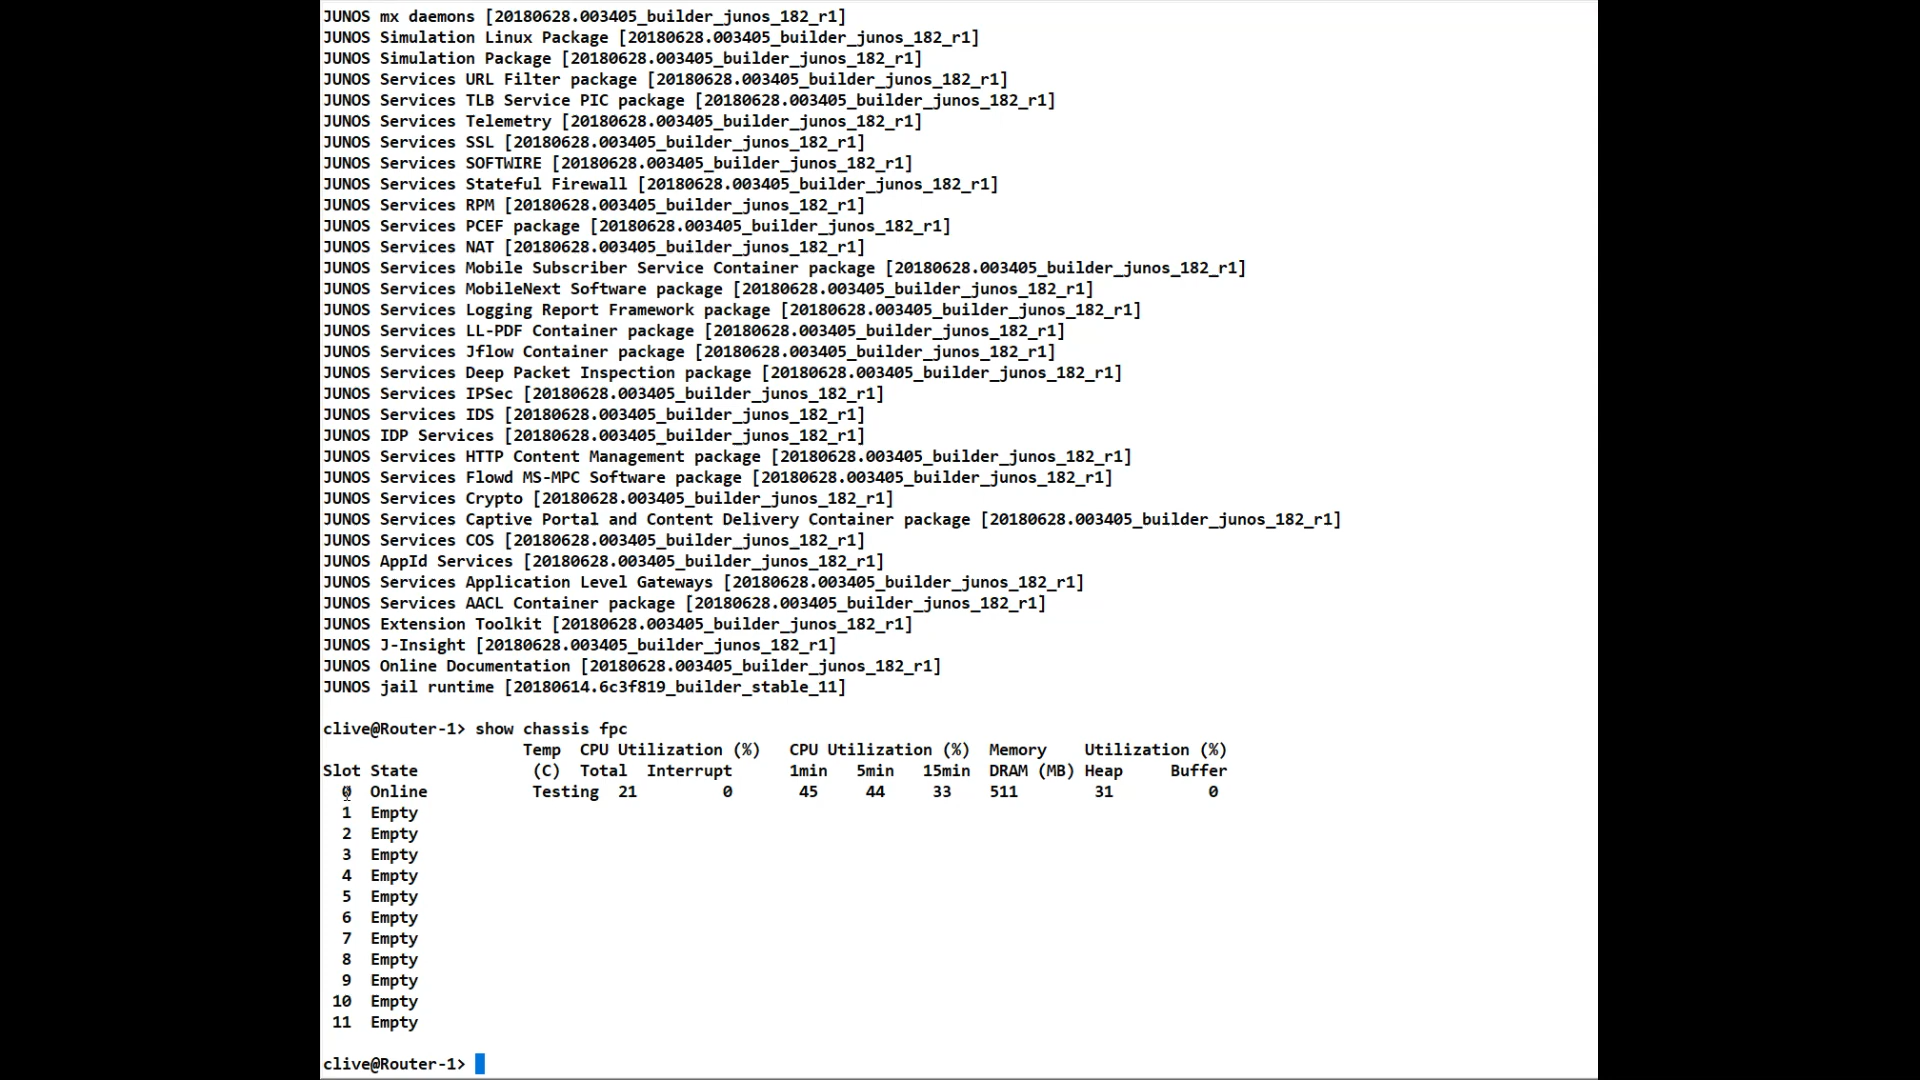 JUNOS mx daemons [20180628.003405_builder_junos_182_r1]
JUNOS Simulation Linux Package [20180628.003405_builder_junos_182_r1]
JUNOS Simulation Package [20180628.003405_builder_junos_182_r1]
JUNOS Services URL Filter package [20180628.003405_builder_junos_182_r1]
JUNOS Services TLB Service PIC package [20180628.003405_builder_junos_182_r1]
JUNOS Services Telemetry [20180628.003405_builder_junos_182_r1]
JUNOS Services SSL [20180628.003405_builder_junos_182_r1]
JUNOS Services SOFTWIRE [20180628.003405_builder_junos_182_r1]
JUNOS Services Stateful Firewall [20180628.003405_builder_junos_182_r1]
JUNOS Services RPM [20180628.003405_builder_junos_182_r1]
JUNOS Services PCEF package [20180628.003405_builder_junos_182_r1]
JUNOS Services NAT [20180628.003405_builder_junos_182_r1]
JUNOS Services Mobile Subscriber Service Container package [20180628.003405_builder_junos_182_r1]
JUNOS Services MobileNext Software package [20180628.003405_builder_junos_182_r1]
JUNOS Services Logging Report Framework package [20180628.003405_builder_junos_182_r1]
JUNOS Services LL-PDF Container package [20180628.003405_builder_junos_182_r1]
JUNOS Services Jflow Container package [20180628.003405_builder_junos_182_r1]
JUNOS Services Deep Packet Inspection package [20180628.003405_builder_junos_182_r1]
JUNOS Services IPSec [20180628.003405_builder_junos_182_r1]
JUNOS Services IDS [20180628.003405_builder_junos_182_r1]
JUNOS IDP Services [20180628.003405_builder_junos_182_r1]
JUNOS Services HTTP Content Management package [20180628.003405_builder_junos_182_r1]
JUNOS Services Flowd MS-MPC Software package [20180628.003405_builder_junos_182_r1]
JUNOS Services Crypto [20180628.003405_builder_junos_182_r1]
JUNOS Services Captive Portal and Content Delivery Container package [20180628.003405_builder_junos_182_r1]
JUNOS Services COS [20180628.003405_builder_junos_182_r1]
JUNOS AppId Services [20180628.003405_builder_junos_182_r1]
JUNOS Services Application Level Gateways [20180628.003405_builder_junos_182_r1]
JUNOS Services AACL Container package [20180628.003405_builder_junos_182_r1]
JUNOS Extension Toolkit [20180628.003405_builder_junos_182_r1]
JUNOS J-Insight [20180628.003405_builder_junos_182_r1]
JUNOS Online Documentation [20180628.003405_builder_junos_182_r1]
JUNOS jail runtime [20180614.6c3f819_builder_stable_11]
clive@Router-1> show chassis fpc
Temp CPU Utilization (%) CPU Utilization (%) Memory Utilization (%)
Slot State (C) Total Interrupt 1min 5min 15min DRAM (MB) Heap Buffer
0 Online Testing 21 0 45 44 33 511 31 0
1 Empty
2 Empty
3 Empty
4 Empty
5 Empty
6 Empty
7 Empty
8 Empty
9 Empty
10 Empty
11 Empty
clive@Router-1>